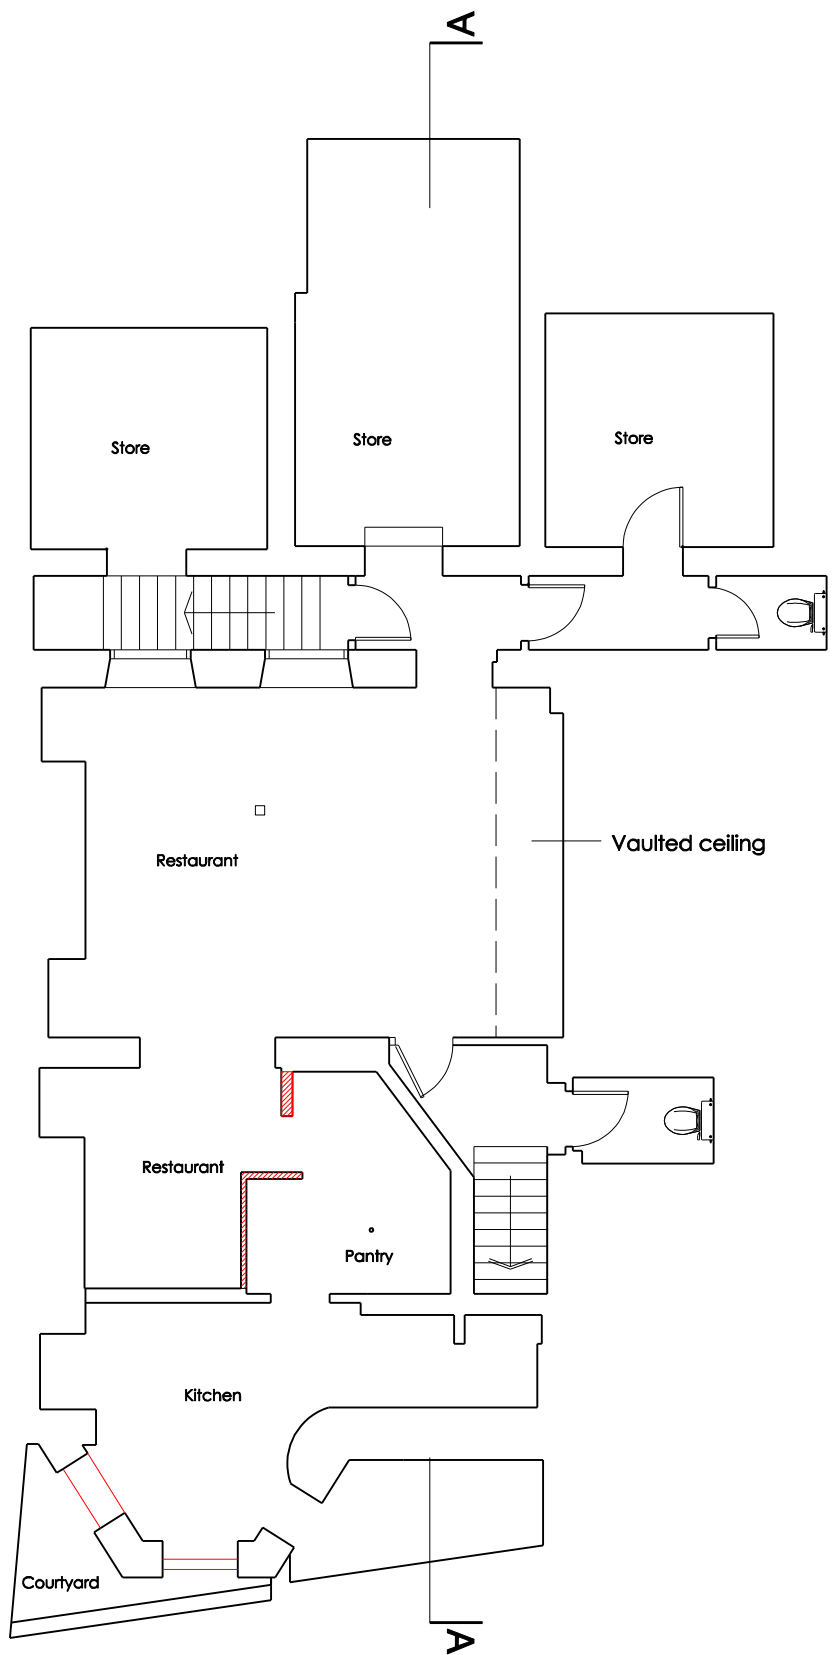 A
Store
Store
Store
Vaulted ceiling
Restaurant
Restaurant
Pantry
Kitchen
Courtyard
A